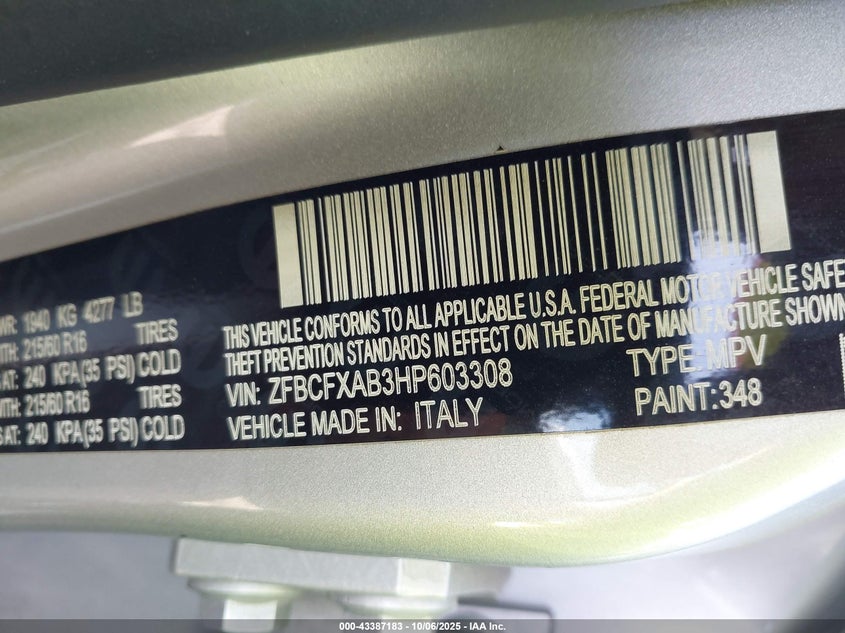 WR: 1940 KG 4277 LB
TH: 215/60 R16 TIRES
AT: 240 KPA(35 PSI) COLD
TH: 215/60 R16 TIRES
AT: 240 KPA(35 PSI) COLD
THIS VEHICLE CONFORMS TO ALL APPLICABLE U.S.A. FEDERAL MOTOR VEHICLE SAFE
THEFT PREVENTION STANDARDS IN EFFECT ON THE DATE OF MANUFACTURE SHOWN
VIN: ZFBCFXAB3HP603308 TYPE: MPV
VEHICLE MADE IN: ITALY PAINT: 348
000-43387183 - 10/06/2025 - IAA Inc.